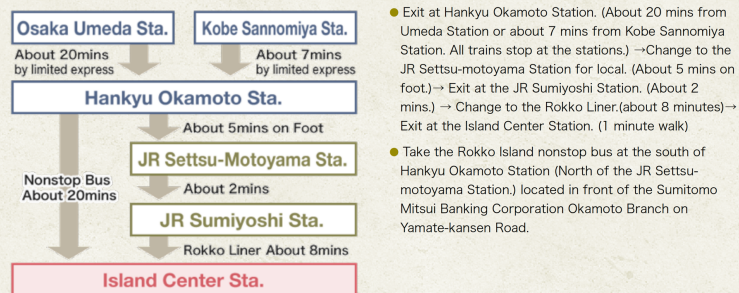 Osaka Umeda Sta.
Kobe Sannomiya Sta.
About 20mins
by limited express
About 7mins
by limited express
Hankyu Okamoto Sta.
About 5mins on Foot
JR Settsu-Motoyama Sta.
Nonstop Bus
About 20mins
About 2mins
JR Sumiyoshi Sta.
Rokko Liner About 8mins
Island Center Sta.
● Exit at Hankyu Okamoto Station. (About 20 mins from
Umeda Station or about 7 mins from Kobe Sannomiya
Station. All trains stop at the stations.) →Change to the
JR Settsu-motoyama Station for local. (About 5 mins on
foot.)→ Exit at the JR Sumiyoshi Station. (About 2
mins.) → Change to the Rokko Liner.(about 8 minutes)→
Exit at the Island Center Station. (1 minute walk)
● Take the Rokko Island nonstop bus at the south of
Hankyu Okamoto Station (North of the JR Settsu-
motoyama Station.) located in front of the Sumitomo
Mitsui Banking Corporation Okamoto Branch on
Yamate-kansen Road.